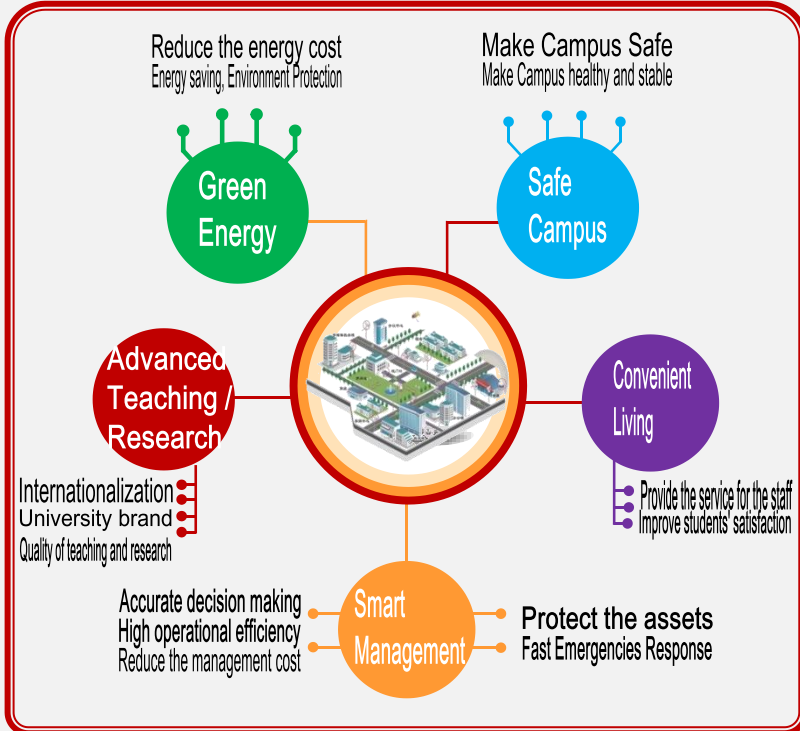 Reduce the energy cost
Energy saving, Environment Protection
Make Campus Safe
Make Campus healthy and stable
Green
Energy
Safe
Campus
Advanced
Teaching /
Research
Convenient
Living
Internationalization
University brand
Quality of teaching and research
Provide the service for the staff
Improve students' satisfaction
Smart
Management
Accurate decision making
High operational efficiency
Reduce the management cost
Protect the assets
Fast Emergencies Response